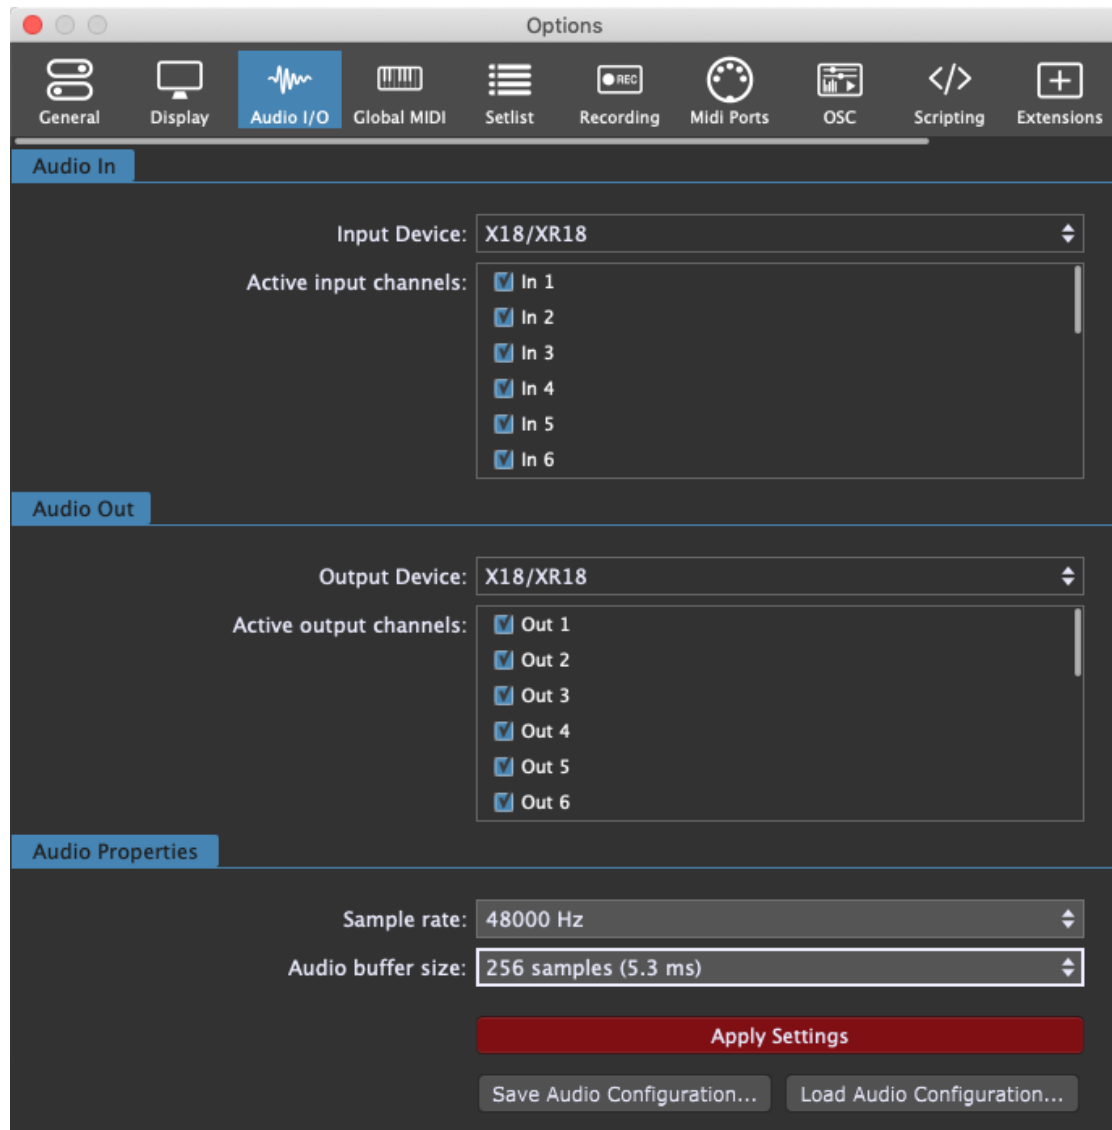 Options
General
Display
Audio I/O
Global MIDI
Setlist
REC
Recording
Midi Ports
OSC
Scripting
Extensions
Audio In
Input Device: X18/XR18
Active input channels: In 1
In 2
In 3
In 4
In 5
In 6
Audio Out
Output Device: X18/XR18
Active output channels: Out 1
Out 2
Out 3
Out 4
Out 5
Out 6
Audio Properties
Sample rate: 48000 Hz
Audio buffer size: 256 samples (5.3 ms)
Apply Settings
Save Audio Configuration... Load Audio Configuration...